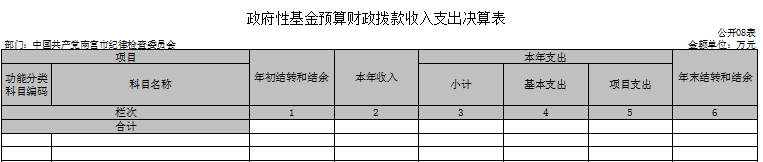 政府性基金预算财政拨款收入支出决算表
公开08表
部门：中国共产党南宫市纪律检查委员会
金额单位：万元
项目
年初结转和结余
本年收入
本年支出
年末结转和结余
功能分类
科目编码
科目名称
小计
基本支出
项目支出
栏次
1
2
3
4
5
6
合计